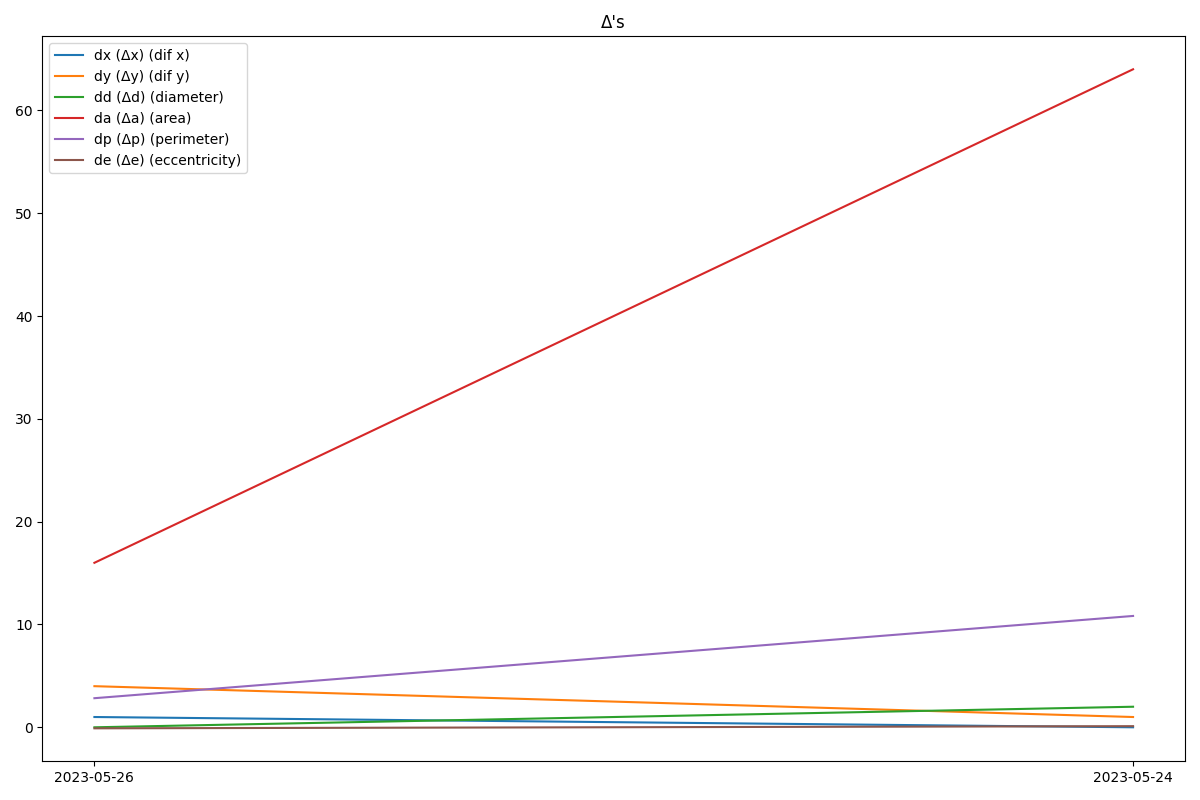 Δ's
dx (Δx) (dif x)
dy (Δy) (dif y)
dd (Δd) (diameter)
da (Δa) (area)
dp (Δp) (perimeter)
de (Δe) (eccentricity)
60
50
40
30
20
10
0
2023-05-26 2023-05-24